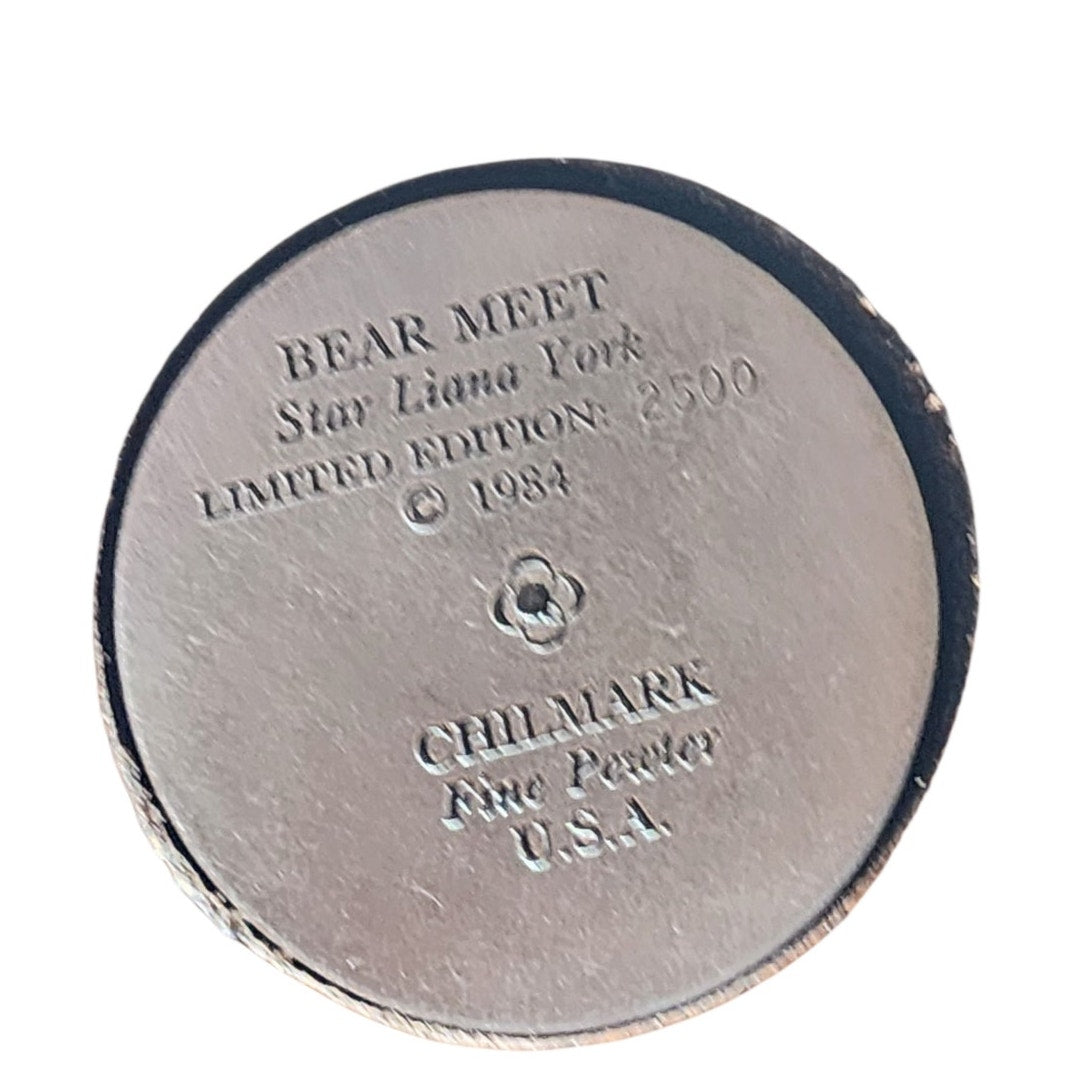 BEAR MEET
Star Liana York
LIMITED EDITION: 2500
© 1984
CHILMARK
Fine Pewter
U.S.A.